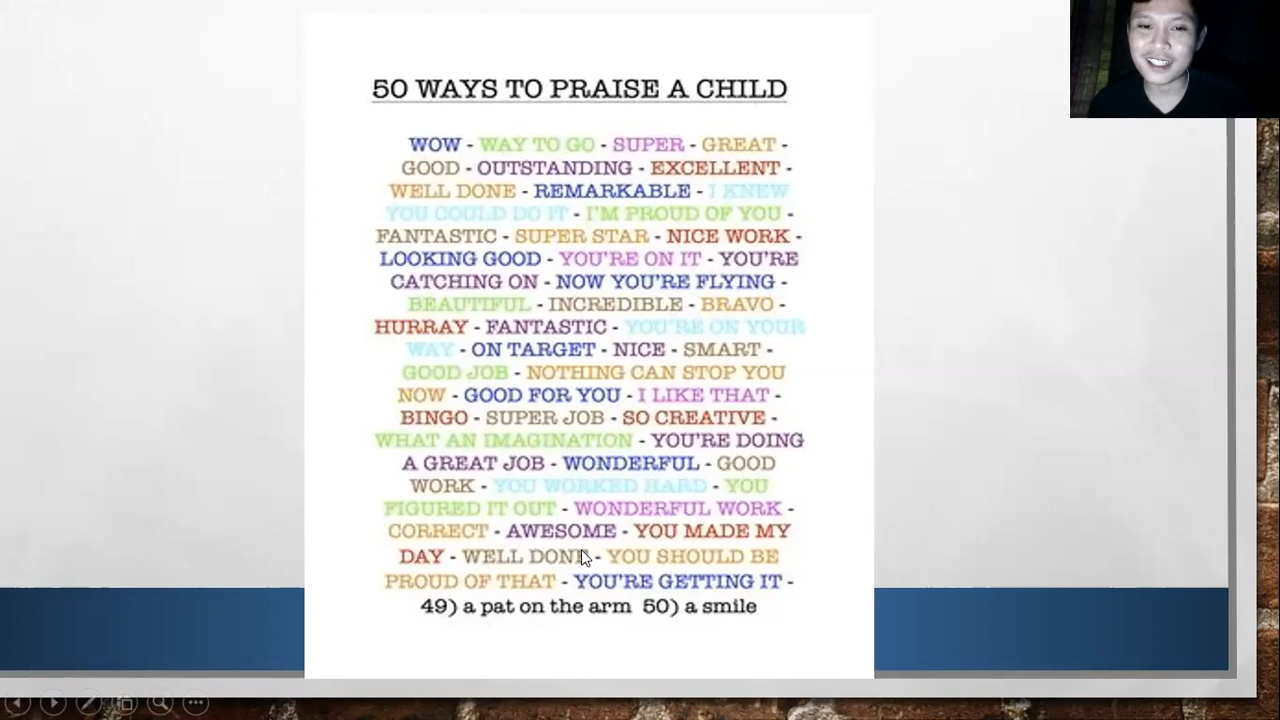 50 WAYS TO PRAISE A CHILD
WOW - WAY TO GO - SUPER - GREAT -
GOOD - OUTSTANDING - EXCELLENT -
WELL DONE - REMARKABLE - I KNEW
YOU COULD DO IT - I'M PROUD OF YOU -
FANTASTIC - SUPER STAR - NICE WORK -
LOOKING GOOD - YOU'RE ON IT - YOU'RE
CATCHING ON - NOW YOU'RE FLYING -
BEAUTIFUL - INCREDIBLE - BRAVO -
HURRAY - FANTASTIC - YOU'RE ON YOUR
WAY - ON TARGET - NICE - SMART -
GOOD JOB - NOTHING CAN STOP YOU
NOW - GOOD FOR YOU - I LIKE THAT -
BINGO - SUPER JOB - SO CREATIVE -
WHAT AN IMAGINATION - YOU'RE DOING
A GREAT JOB - WONDERFUL - GOOD
WORK - YOU WORKED HARD - YOU
FIGURED IT OUT - WONDERFUL WORK -
CORRECT - AWESOME - YOU MADE MY
DAY - WELL DONE - YOU SHOULD BE
PROUD OF THAT - YOU'RE GETTING IT -
49) a pat on the arm 50) a smile